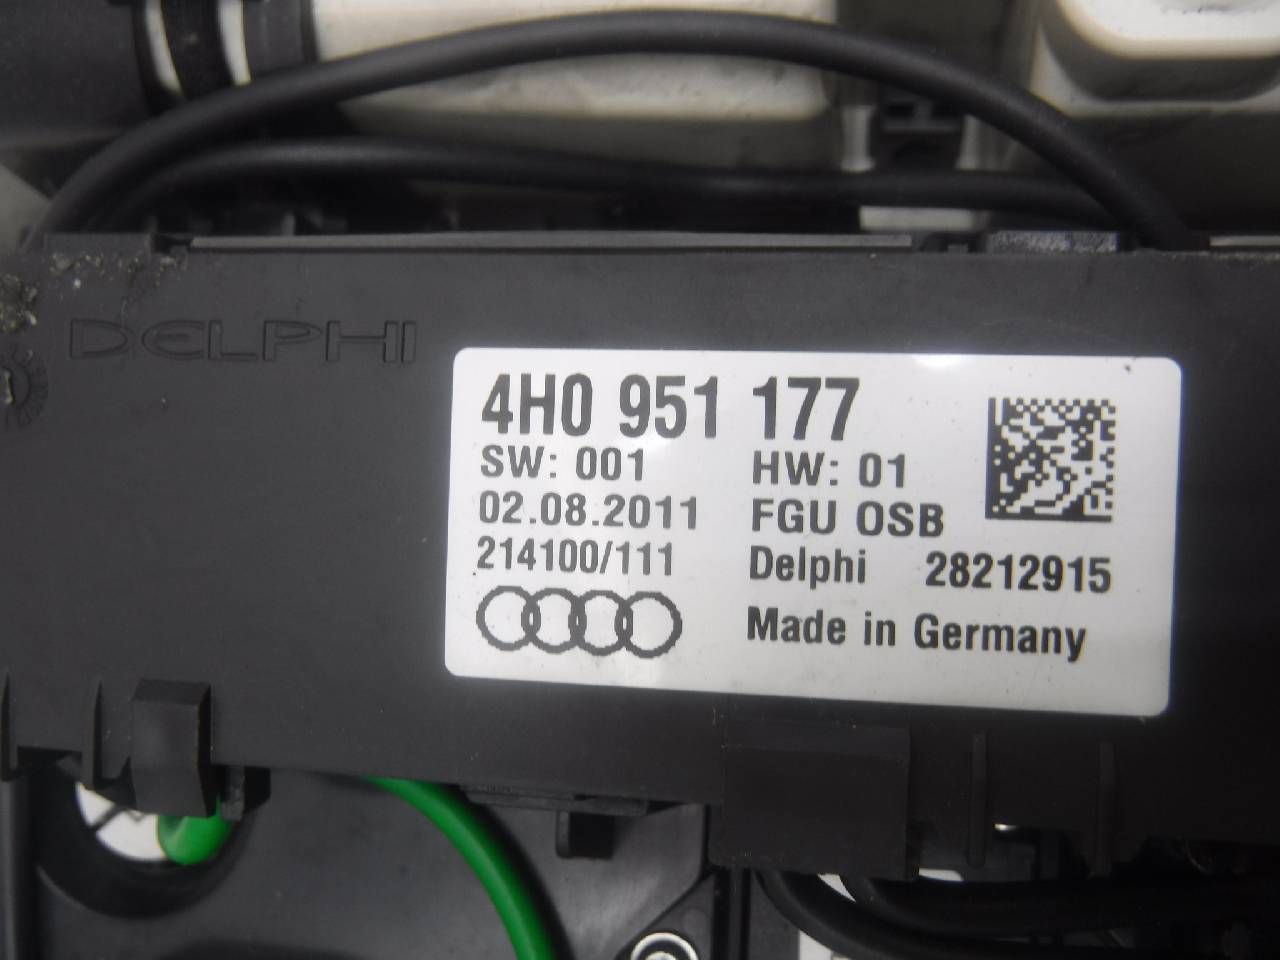 DELPHI
4H0 951 177
SW: 001 HW: 01
02.08.2011 FGU OSB
214100/111 Delphi 28212915
Made in Germany